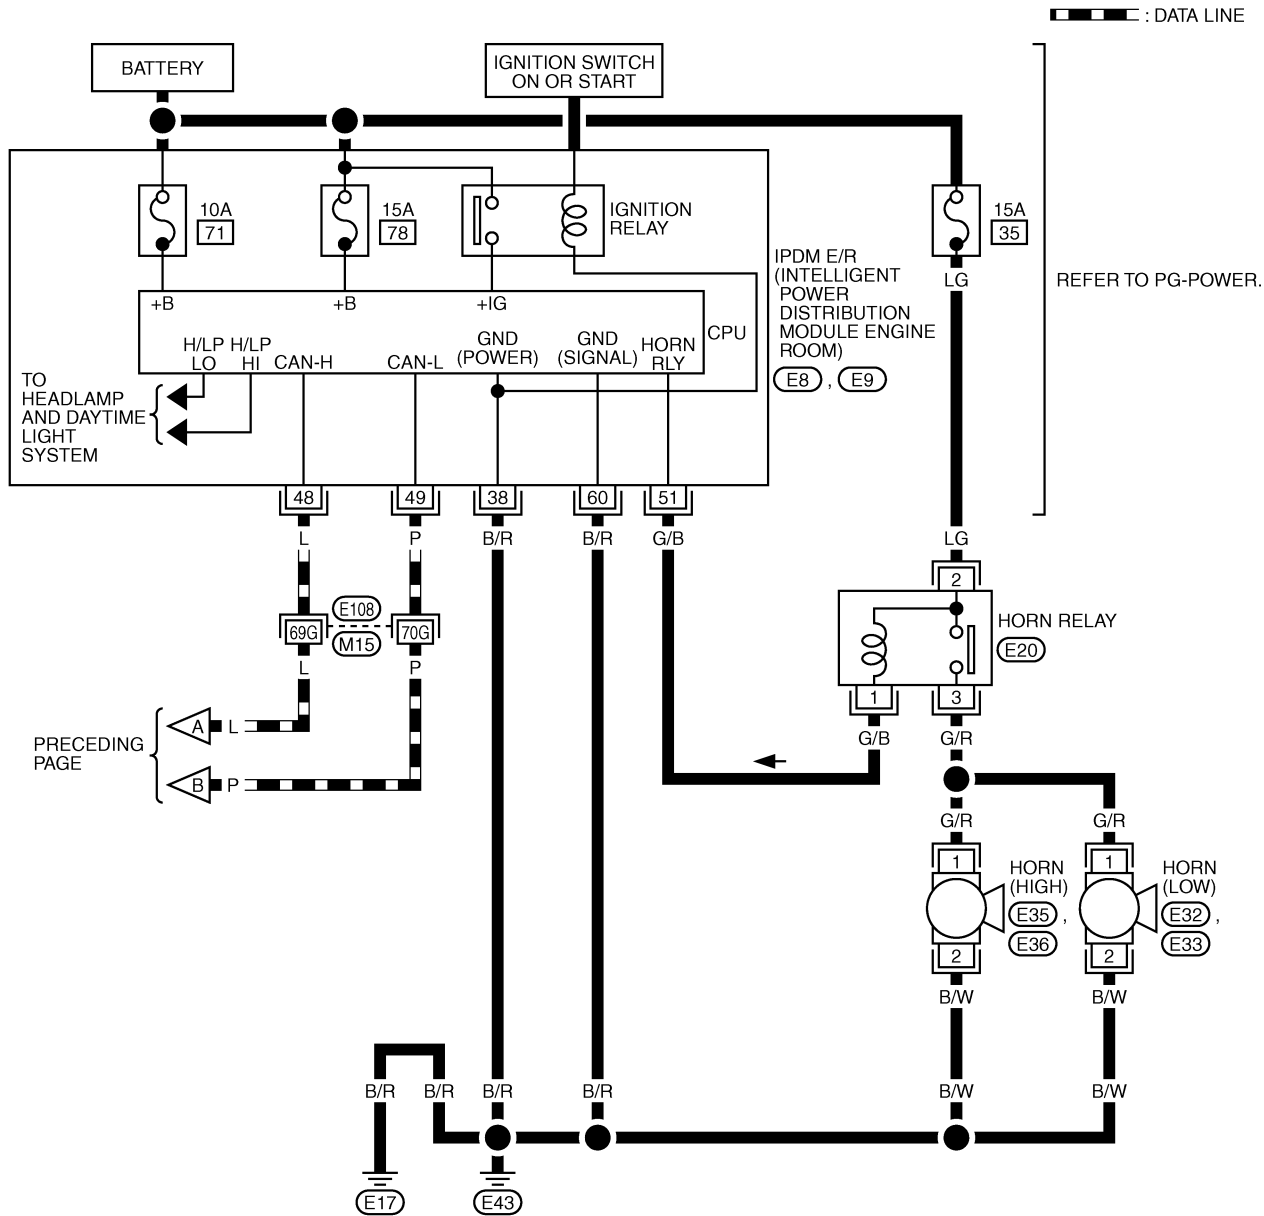 : DATA LINE
BATTERY
IGNITION SWITCH
ON OR START
10A
71
15A
78
IGNITION
RELAY
15A
35
IPDM E/R
(INTELLIGENT
POWER
DISTRIBUTION
MODULE ENGINE
ROOM)
E8 , E9
LG
REFER TO PG-POWER.
+B
+B
+IG
CPU
H/LP
LO
H/LP
HI
CAN-H
CAN-L
GND
(POWER)
GND
(SIGNAL)
HORN
RLY
TO
HEADLAMP
AND DAYTIME
LIGHT
SYSTEM
48
49
38
60
51
L
P
B/R
B/R
G/B
LG
2
HORN RELAY
E20
69G
E108
M15
70G
L
P
1
3
G/B
G/R
PRECEDING
PAGE
A
L
B
P
G/R
G/R
1
1
HORN
(HIGH)
E35 ,
E36
HORN
(LOW)
E32 ,
E33
2
2
B/W
B/W
B/R
B/R
B/R
B/R
B/W
B/W
E17
E43